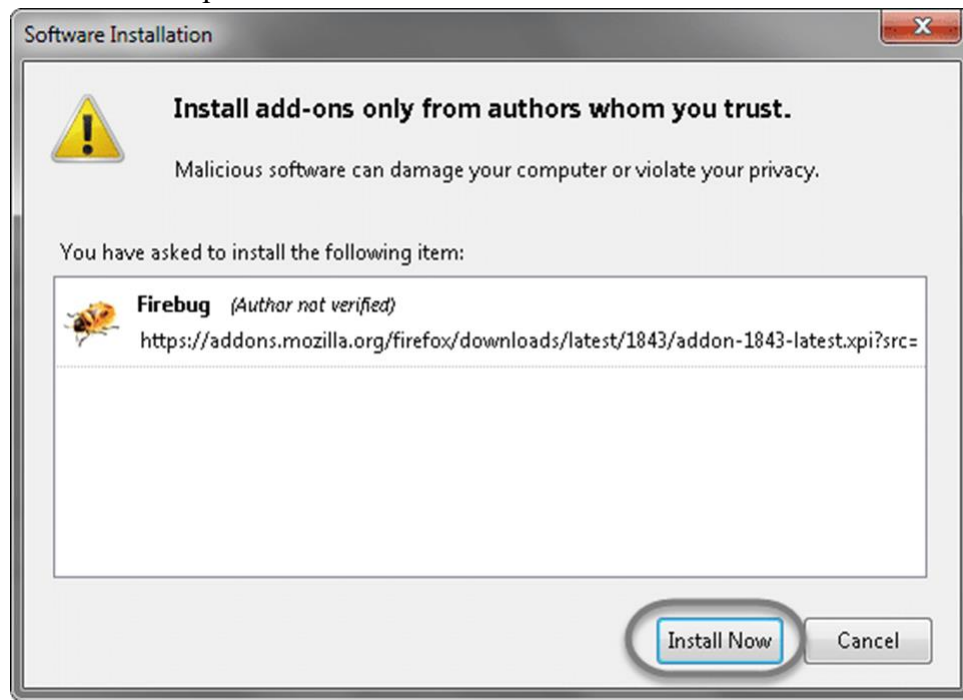 Software Installation
Install add-ons only from authors whom you trust.
Malicious software can damage your computer or violate your privacy.
You have asked to install the following item:
Firebug (Author not verified)
https://addons.mozilla.org/firefox/downloads/latest/1843/addon-1843-latest.xpi?src=
Install Now Cancel